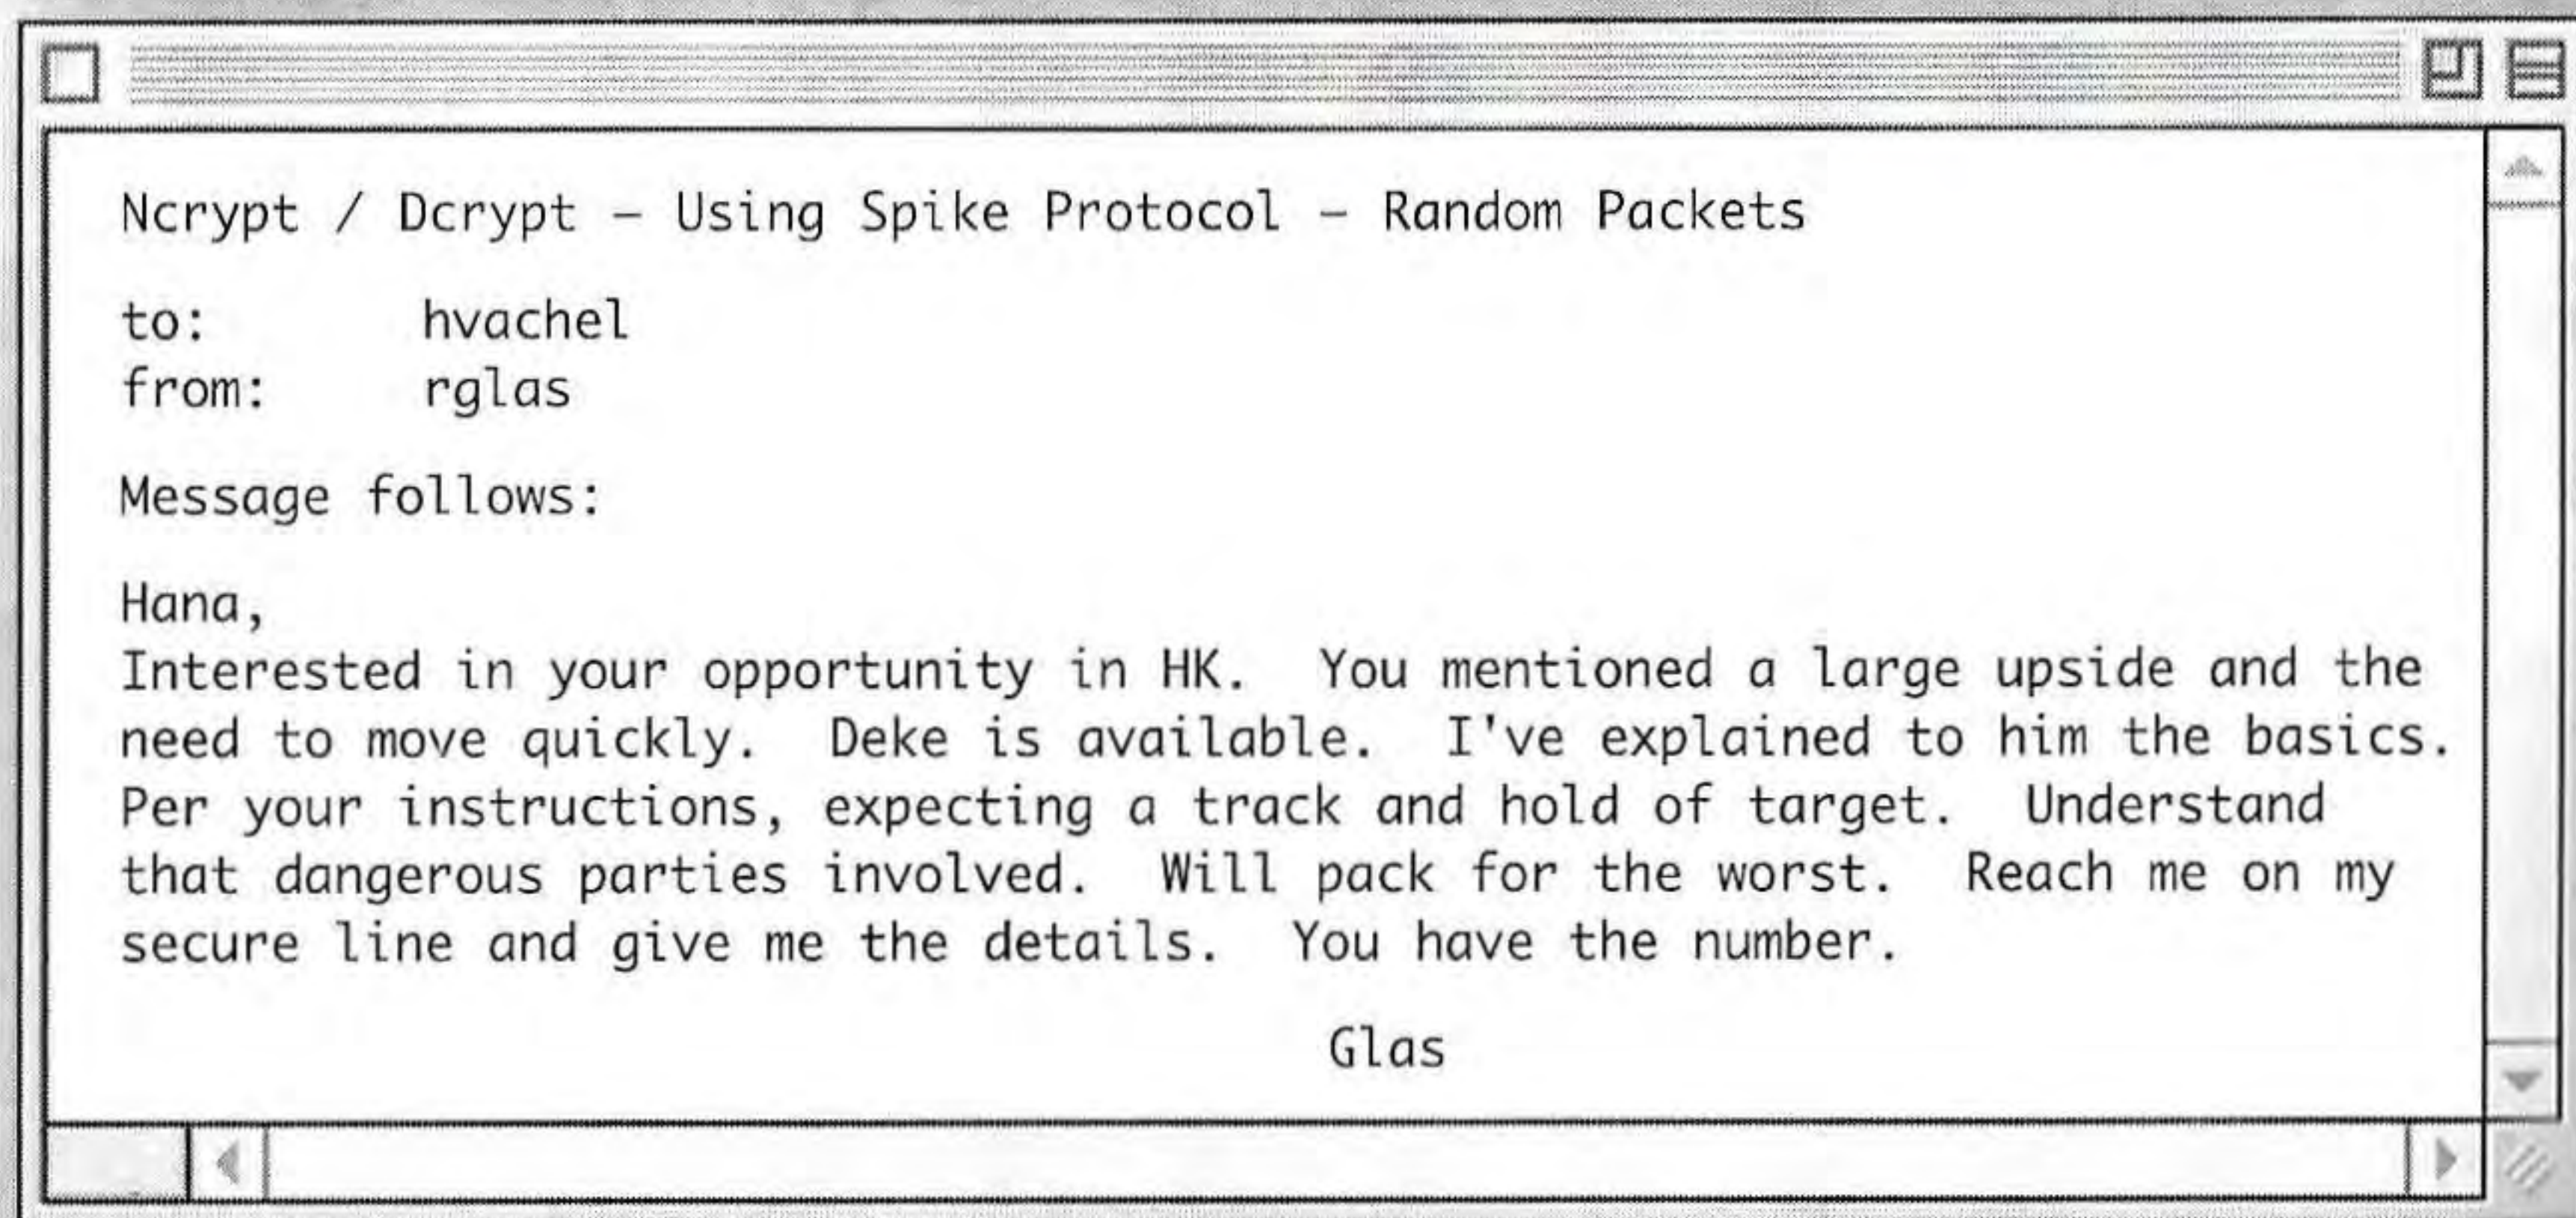 Ncrypt / Dcrypt – Using Spike Protocol – Random Packets
to: hvachel
from: rglas
Message follows:
Hana,
Interested in your opportunity in HK. You mentioned a large upside and the
need to move quickly. Deke is available. I've explained to him the basics.
Per your instructions, expecting a track and hold of target. Understand
that dangerous parties involved. Will pack for the worst. Reach me on my
secure line and give me the details. You have the number.
Glas